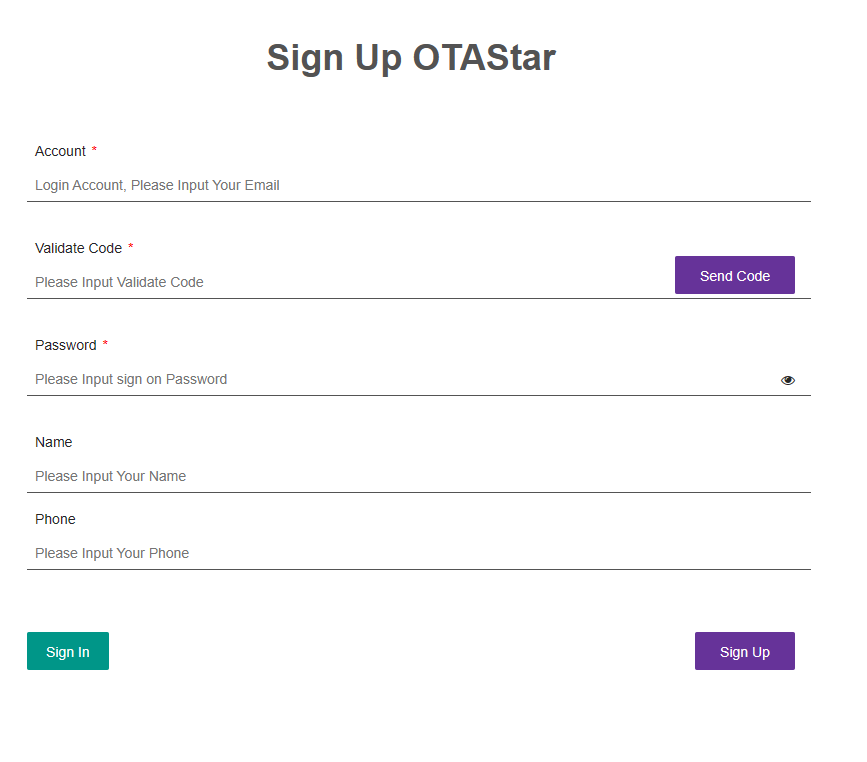 Sign Up OTAStar
Account *
Login Account, Please Input Your Email
Validate Code *
Please Input Validate Code
Send Code
Password *
Please Input sign on Password
Name
Please Input Your Name
Phone
Please Input Your Phone
Sign In
Sign Up